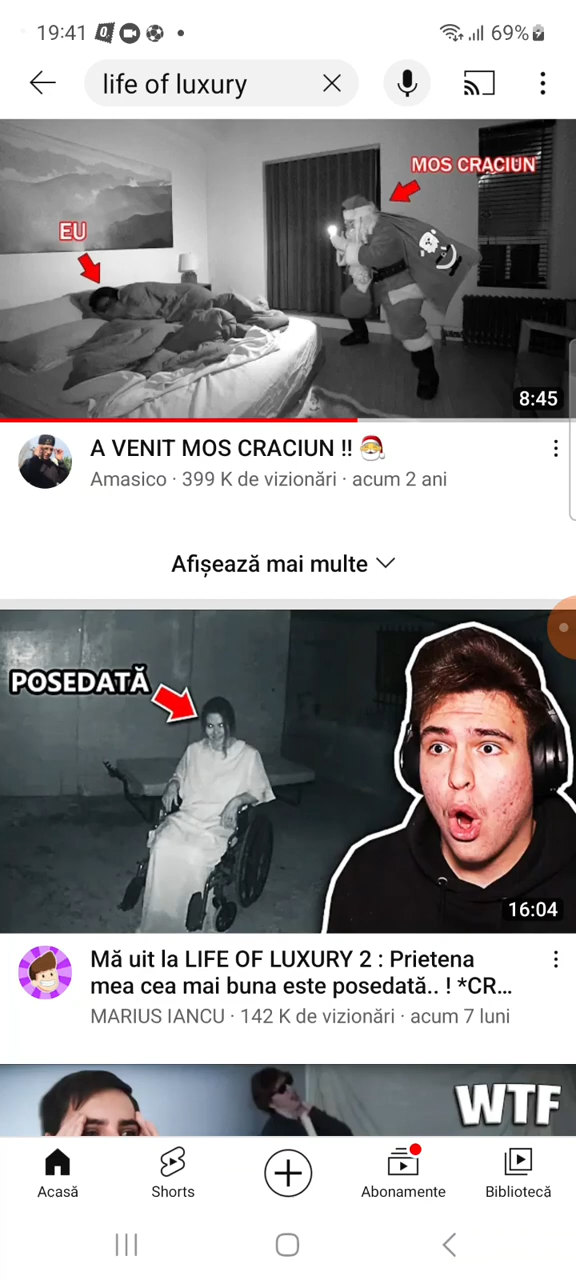 19:41
69%
life of luxury
MOS CRACIUN
EU
8:45
A VENIT MOS CRACIUN !! 🎅
Amasico · 399 K de vizionări · acum 2 ani
Afișează mai multe
POSEDATĂ
16:04
Mă uit la LIFE OF LUXURY 2 : Prietena
mea cea mai buna este posedată.. ! *CR...
MARIUS IANCU · 142 K de vizionări · acum 7 luni
WTF
Acasă
Shorts
Abonamente
Bibliotecă